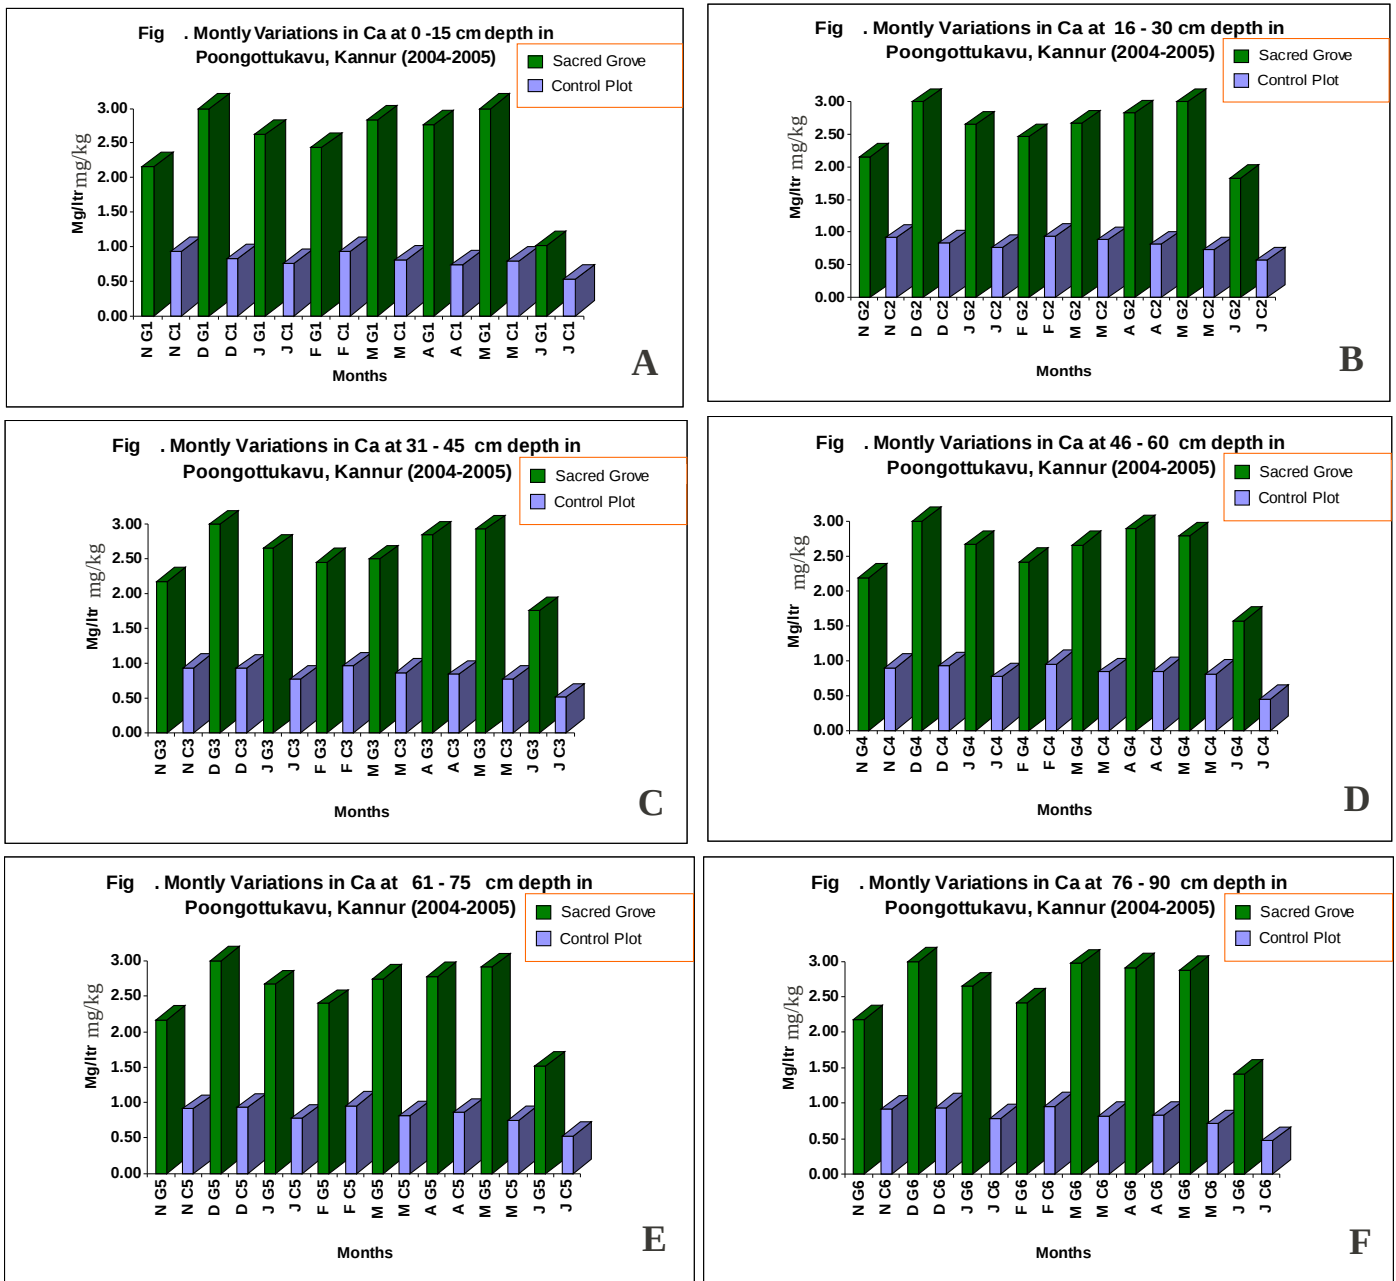 Fig . Montly Variations in Ca at 0 -15 cm depth in
Poongottukavu, Kannur (2004-2005)
Sacred Grove
Control Plot
Mg/ltr mg/kg
3.00
2.50
2.00
1.50
1.00
0.50
0.00
N G1 N C1 D G1 D C1 J G1 J C1 F G1 F C1 M G1 M C1 A G1 A C1 M G1 M C1 J G1 J C1
Months
A
Fig . Montly Variations in Ca at 16 - 30 cm depth in
Poongottukavu, Kannur (2004-2005)
Sacred Grove
Control Plot
Mg/ltr mg/kg
3.00
2.50
2.00
1.50
1.00
0.50
0.00
N G2 N C2 D G2 D C2 J G2 J C2 F G2 F C2 M G2 M C2 A G2 A C2 M G2 M C2 J G2 J C2
Months
B
Fig . Montly Variations in Ca at 31 - 45 cm depth in
Poongottukavu, Kannur (2004-2005)
Sacred Grove
Control Plot
Mg/ltr mg/kg
3.00
2.50
2.00
1.50
1.00
0.50
0.00
N G3 N C3 D G3 D C3 J G3 J C3 F G3 F C3 M G3 M C3 A G3 A C3 M G3 M C3 J G3 J C3
Months
C
Fig . Montly Variations in Ca at 46 - 60 cm depth in
Poongottukavu, Kannur (2004-2005)
Sacred Grove
Control Plot
Mg/ltr mg/kg
3.00
2.50
2.00
1.50
1.00
0.50
0.00
N G4 N C4 D G4 D C4 J G4 J C4 F G4 F C4 M G4 M C4 A G4 A C4 M G4 M C4 J G4 J C4
Months
D
Fig . Montly Variations in Ca at 61 - 75 cm depth in
Poongottukavu, Kannur (2004-2005)
Sacred Grove
Control Plot
Mg/ltr mg/kg
3.00
2.50
2.00
1.50
1.00
0.50
0.00
N G5 N C5 D G5 D C5 J G5 J C5 F G5 F C5 M G5 M C5 A G5 A C5 M G5 M C5 J G5 J C5
Months
E
Fig . Montly Variations in Ca at 76 - 90 cm depth in
Poongottukavu, Kannur (2004-2005)
Sacred Grove
Control Plot
Mg/ltr mg/kg
3.00
2.50
2.00
1.50
1.00
0.50
0.00
N G6 N C6 D G6 D C6 J G6 J C6 F G6 F C6 M G6 M C6 A G6 A C6 M G6 M C6 J G6 J C6
Months
F